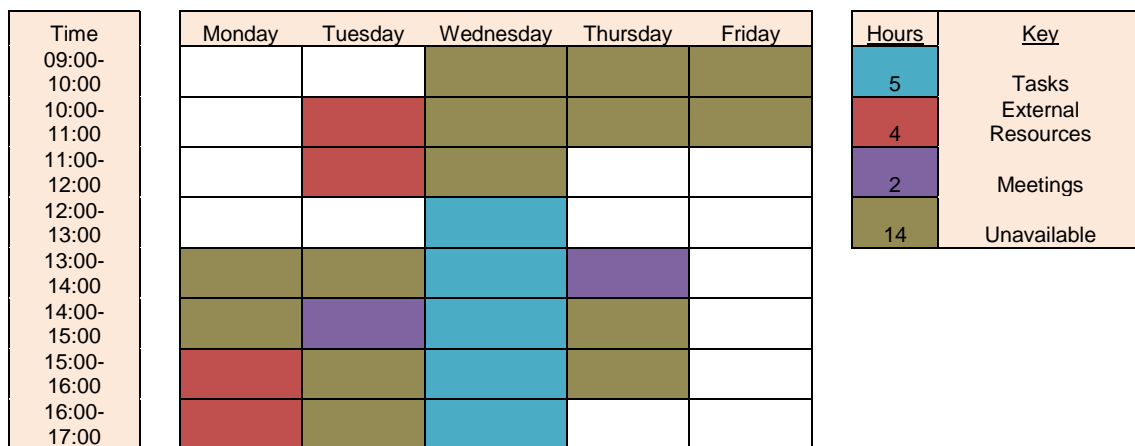 Time Monday Tuesday Wednesday Thursday Friday Hours Key
09:00-
10:00 5 Tasks
10:00- External
11:00 4 Resources
11:00-
12:00 2 Meetings
12:00-
13:00 14 Unavailable
13:00-
14:00
14:00-
15:00
15:00-
16:00
16:00-
17:00